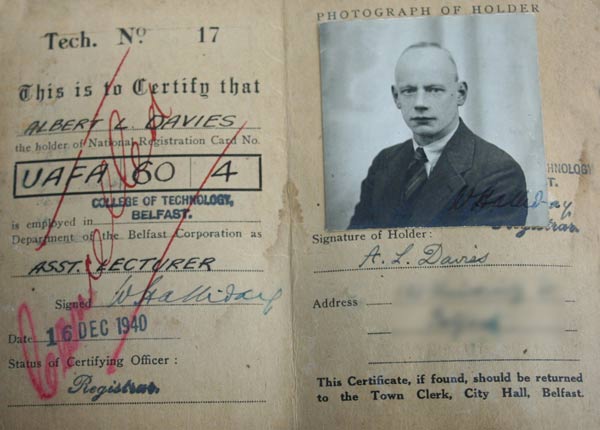 Tech. No. 17
This is to Certify that
ALBERT L. DAVIES
the holder of National Registration Card No.
UAFA 60 4
COLLEGE OF TECHNOLOGY,
BELFAST.
is employed in
Department of the Belfast Corporation as
ASST. LECTURER
Signed W Halliday
Date 16 DEC 1940
Status of Certifying Officer :
Registrar.
Cancelled
PHOTOGRAPH OF HOLDER
W Halliday
Registrar.
Signature of Holder :
A. L. Davies
Address
This Certificate, if found, should be returned
to the Town Clerk, City Hall, Belfast.